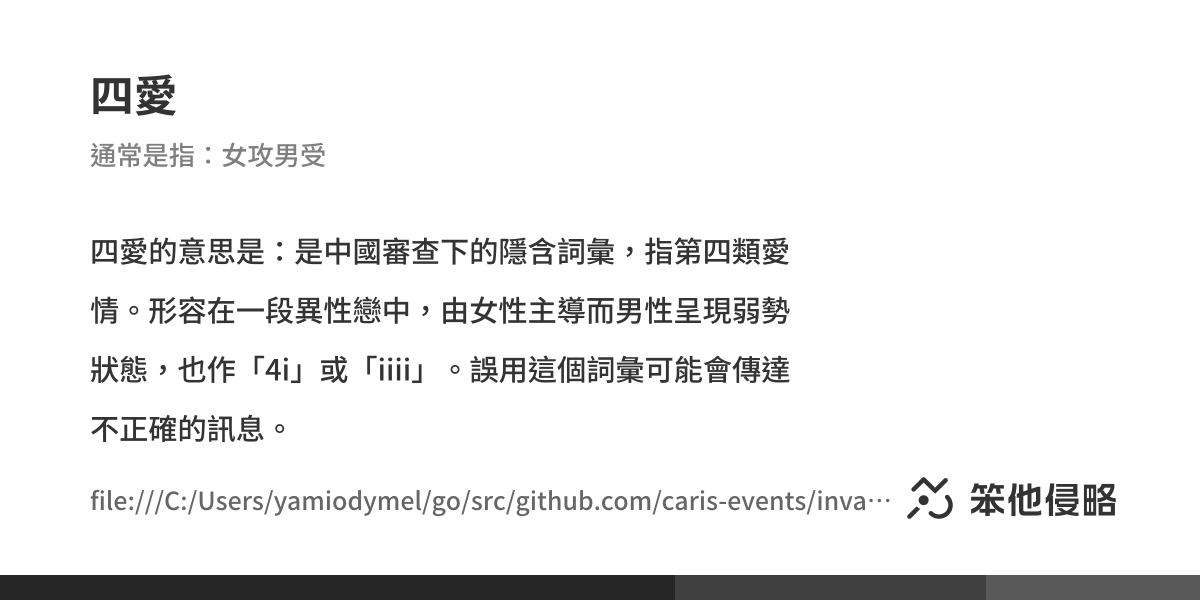 四愛
通常是指：女攻男受
四愛的意思是：是中國審查下的隱含詞彙，指第四類愛
情。形容在一段異性戀中，由女性主導而男性呈現弱勢
狀態，也作「4i」或「iiii」。誤用這個詞彙可能會傳達
不正確的訊息。
file:///C:/Users/yamiodymel/go/src/github.com/caris-events/inva…
笨他侵略